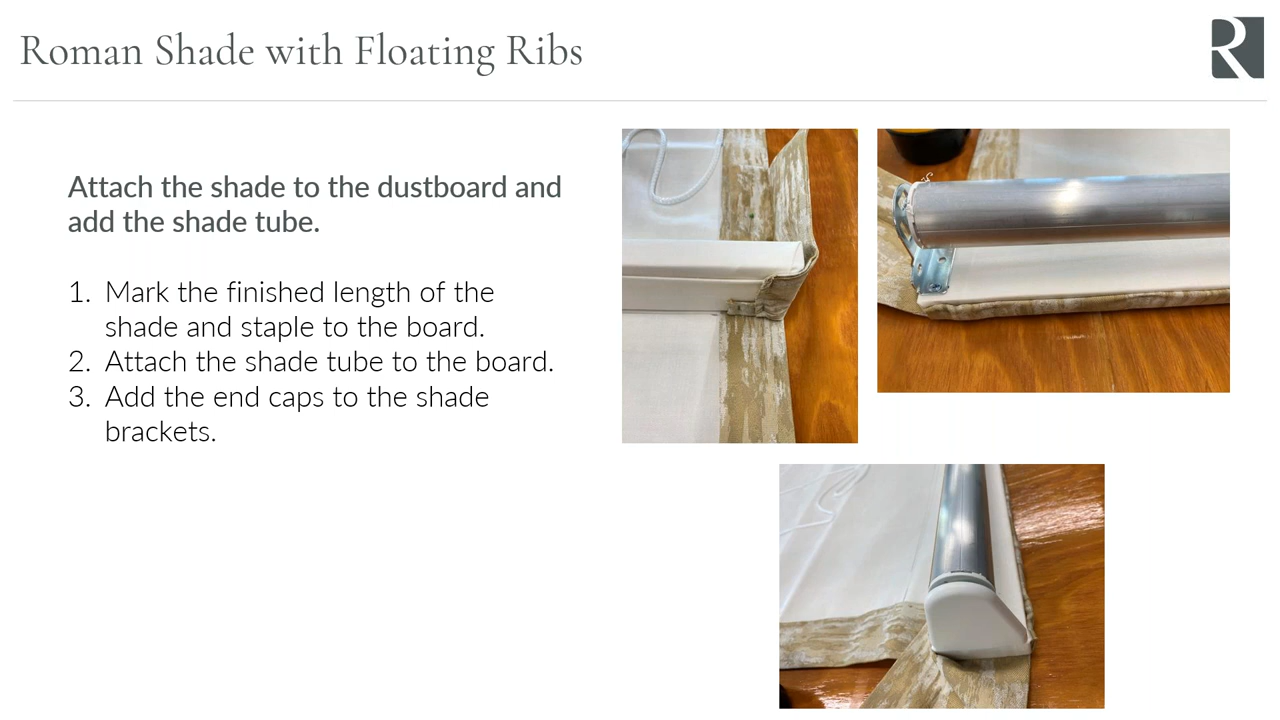 Roman Shade with Floating Ribs
R
Attach the shade to the dustboard and
add the shade tube.
1. Mark the finished length of the
shade and staple to the board.
2. Attach the shade tube to the board.
3. Add the end caps to the shade
brackets.